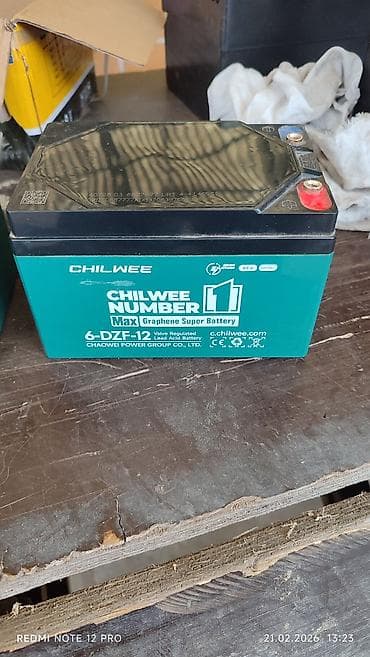 CHILWEE
CHILWEE
NUMBER 1
Max Graphene Super Battery
6-DZF-12 Valve Regulated
Lead Acid Battery
c.chilwee.com
CHAOWEI POWER GROUP CO., LTD.
CE
REDMI NOTE 12 PRO
21.02.2026 13:23